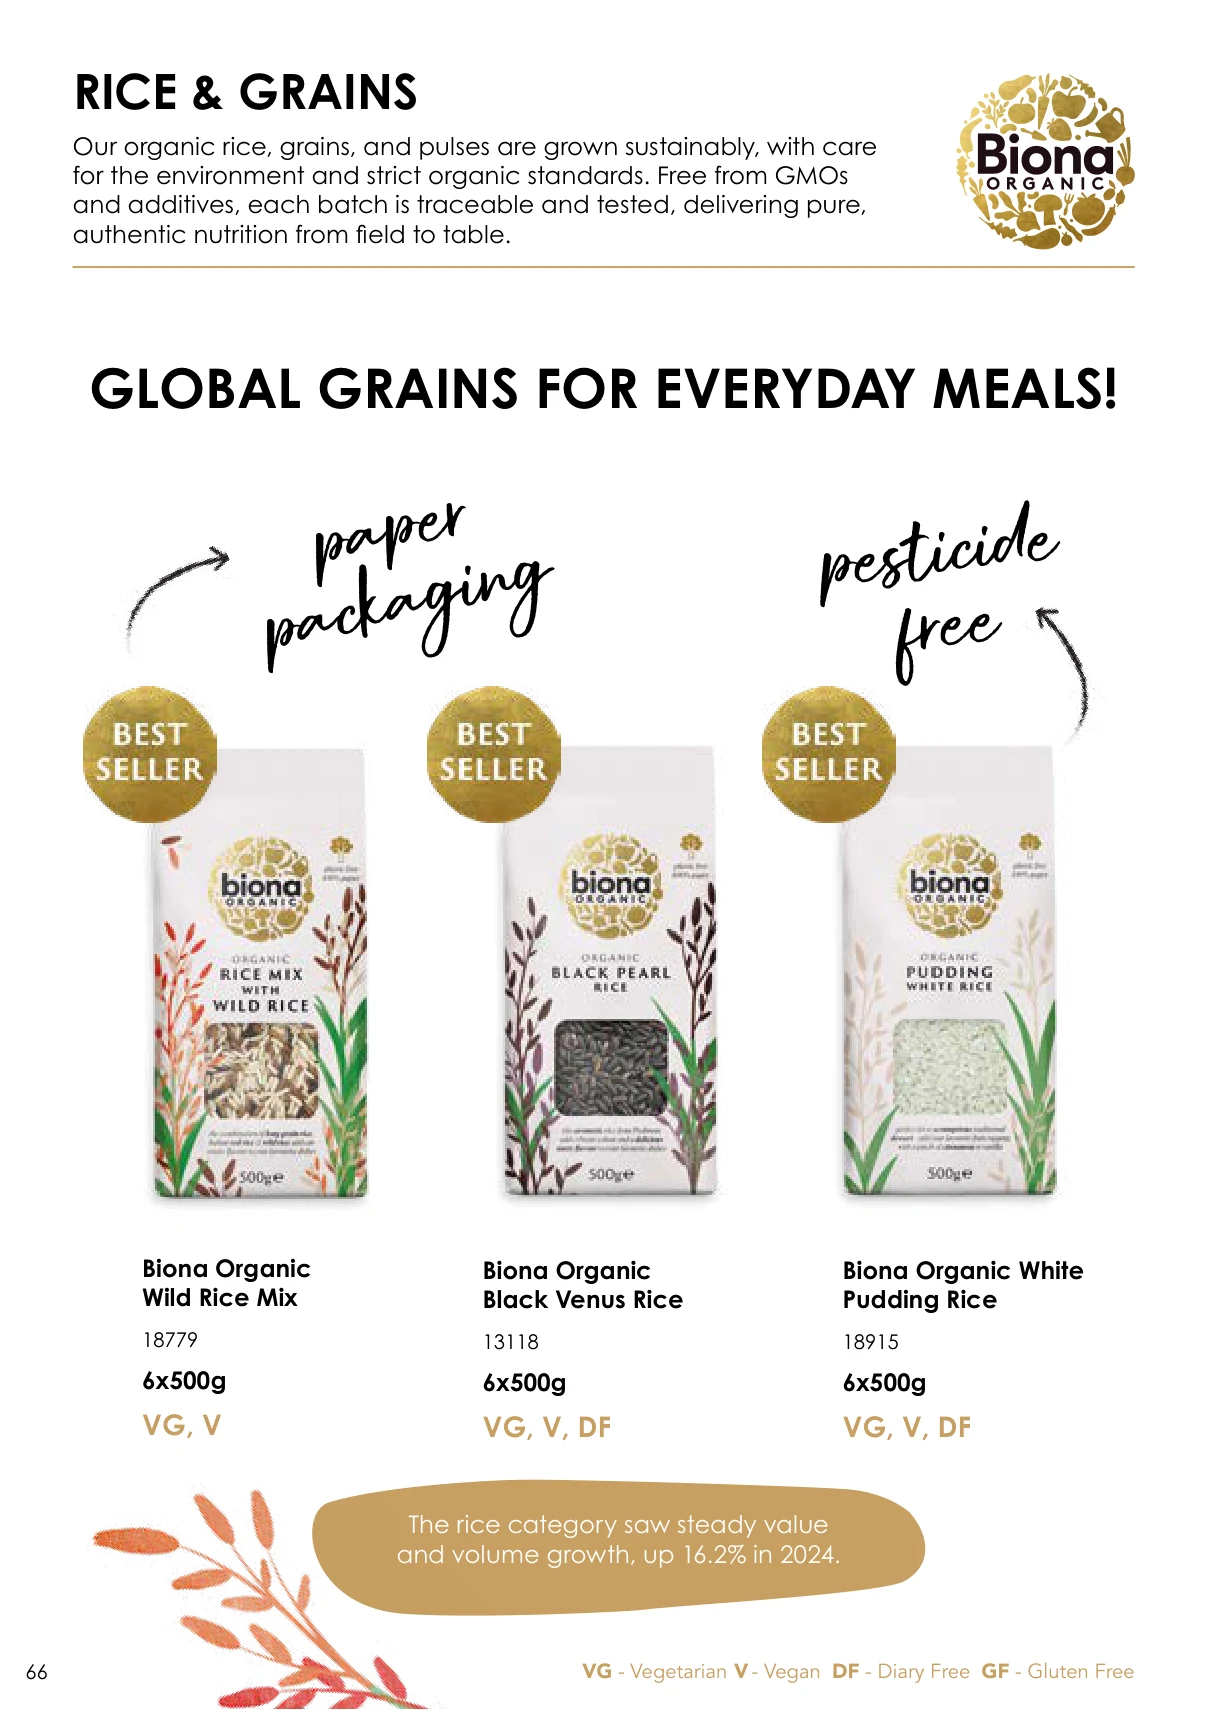 RICE & GRAINS
Our organic rice, grains, and pulses are grown sustainably, with care
for the environment and strict organic standards. Free from GMOs
and additives, each batch is traceable and tested, delivering pure,
authentic nutrition from field to table.
Biona
ORGANIC
GLOBAL GRAINS FOR EVERYDAY MEALS!
paper
packaging
pesticide
free
BEST
SELLER
BEST
SELLER
BEST
SELLER
biona
ORGANIC
ORGANIC
RICE MIX
WITH
WILD RICE
500g℮
biona
ORGANIC
ORGANIC
BLACK PEARL
RICE
500g℮
biona
ORGANIC
ORGANIC
PUDDING
WHITE RICE
500g℮
Biona Organic
Wild Rice Mix
18779
6x500g
VG, V
Biona Organic
Black Venus Rice
13118
6x500g
VG, V, DF
Biona Organic White
Pudding Rice
18915
6x500g
VG, V, DF
The rice category saw steady value
and volume growth, up 16.2% in 2024.
66
VG - Vegetarian V - Vegan DF - Diary Free GF - Gluten Free